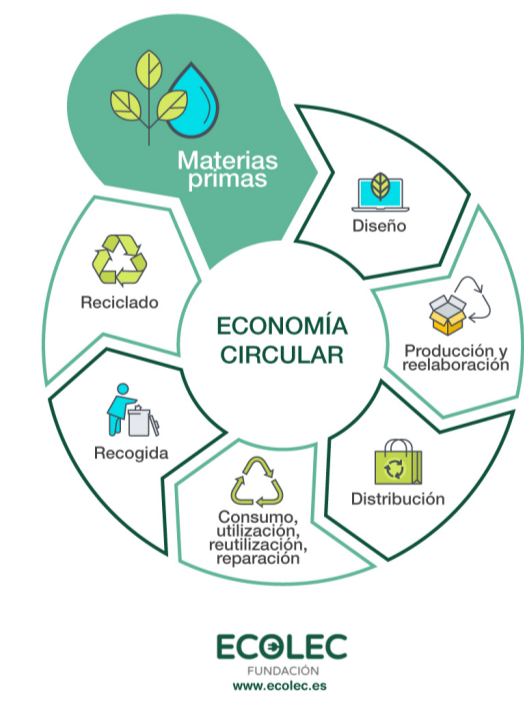 Materias
primas
Diseño
Producción y
reelaboración
Distribución
Consumo,
utilización,
reutilización,
reparación
Recogida
Reciclado
ECONOMÍA
CIRCULAR
ECOLEC
FUNDACIÓN
www.ecolec.es